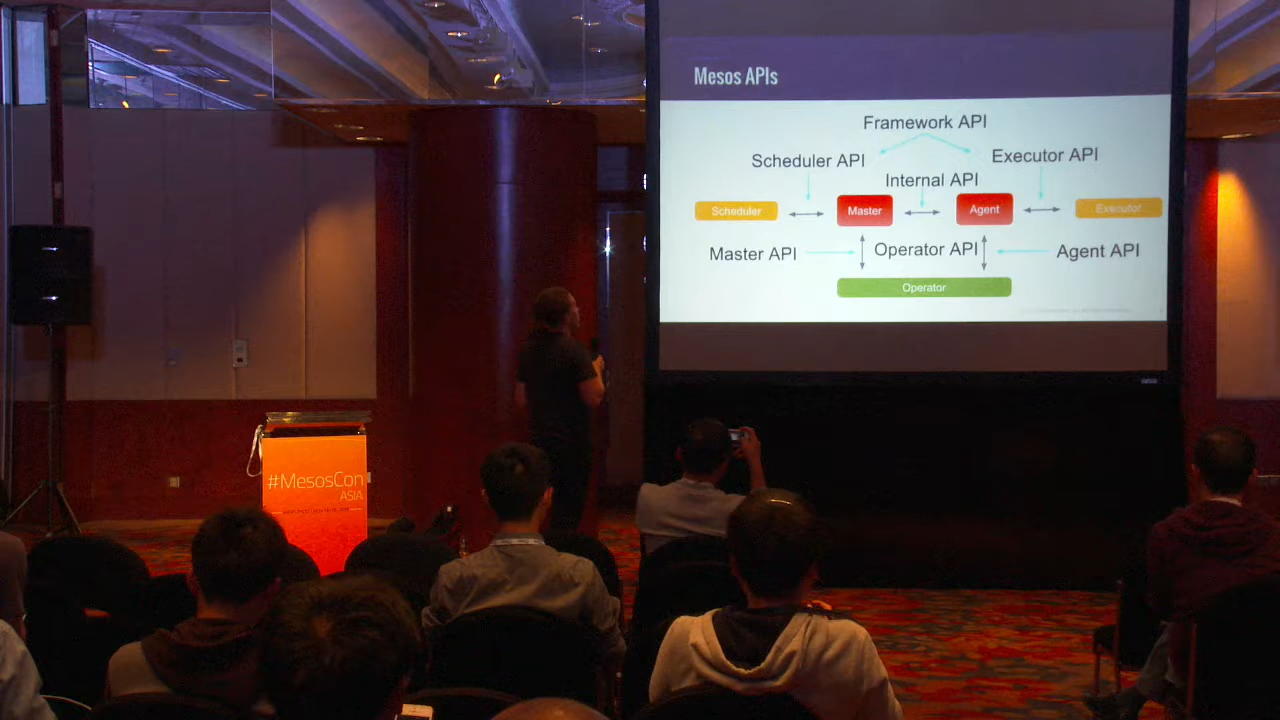 Mesos APIs
Framework API
Scheduler API
Executor API
Internal API
Scheduler
Master
Agent
Executor
Master API
Operator API
Agent API
Operator
#MesosCon
ASIA